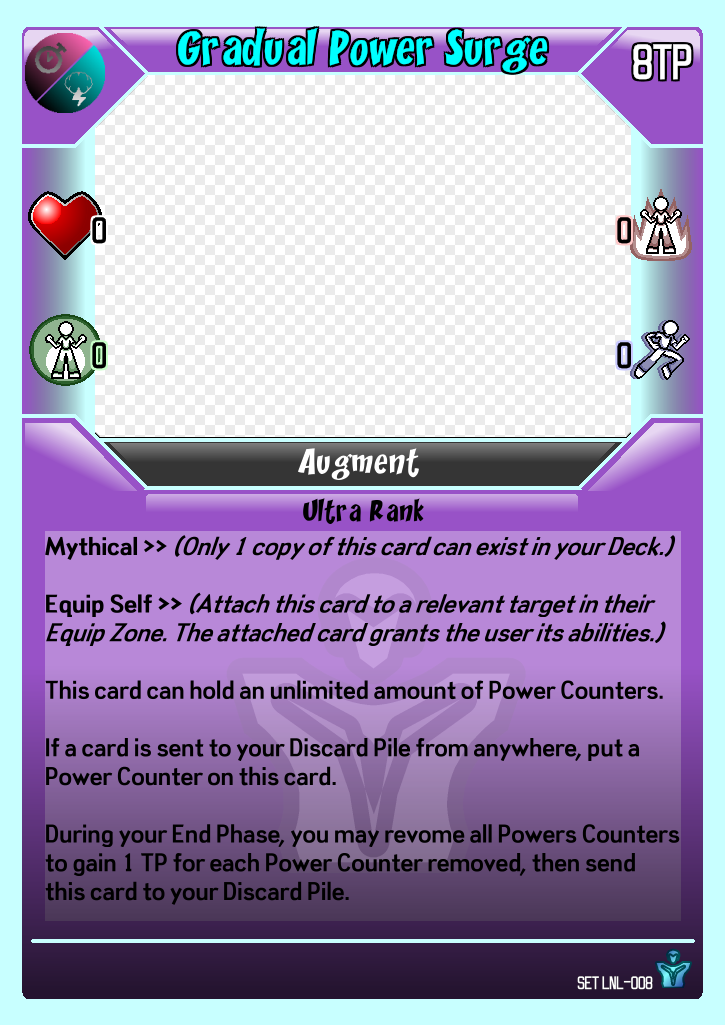 Gradual Power Surge
8TP
0
0
0
0
Augment
Ultra Rank
Mythical >> (Only 1 copy of this card can exist in your Deck.)
Equip Self >> (Attach this card to a relevant target in their
Equip Zone. The attached card grants the user its abilities.)
This card can hold an unlimited amount of Power Counters.
If a card is sent to your Discard Pile from anywhere, put a
Power Counter on this card.
During your End Phase, you may revome all Powers Counters
to gain 1 TP for each Power Counter removed, then send
this card to your Discard Pile.
SET LNL-008